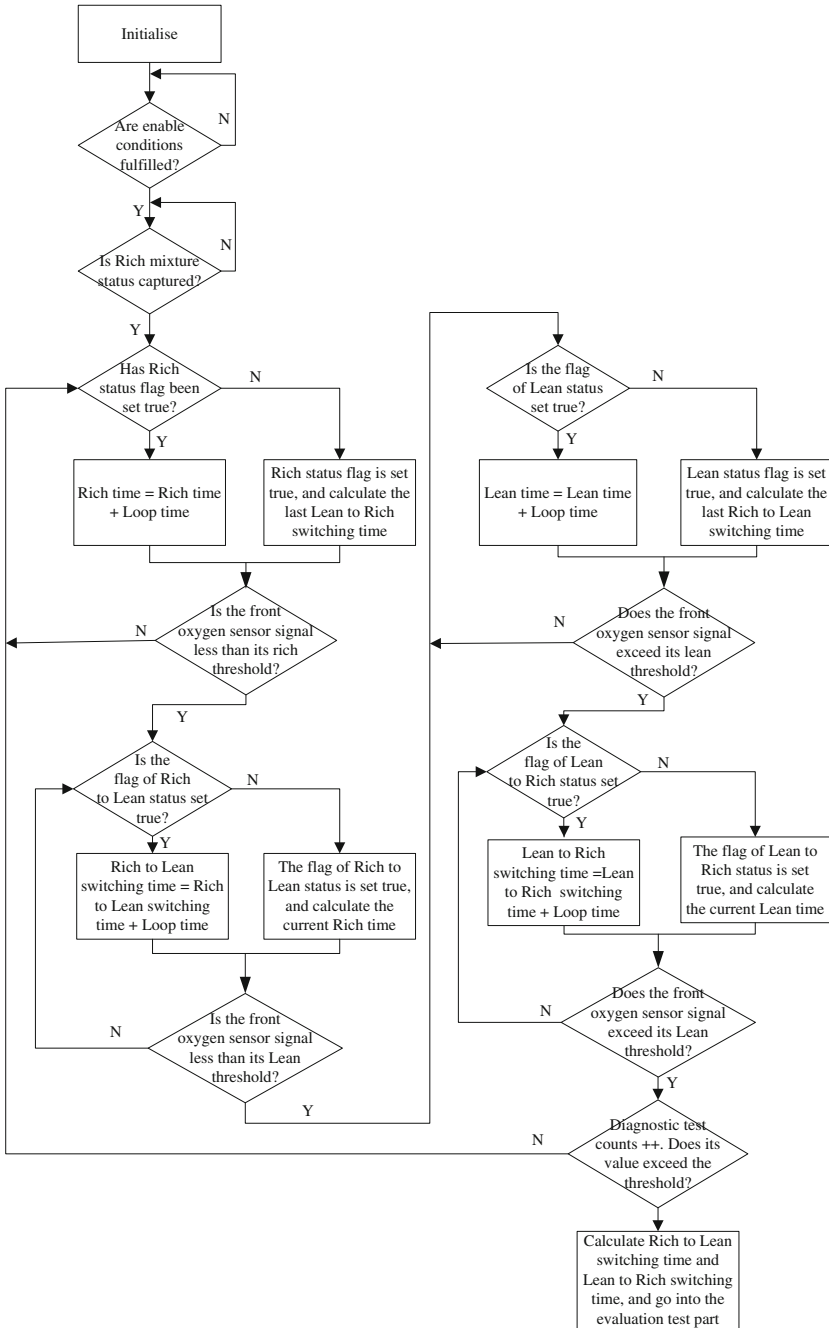 Initialise
N
Are enable
conditions
fulfilled?
Y
N
Is Rich mixture
status captured?
Y
Has Rich
status flag been
set true?
N
Y
Rich time = Rich time
+ Loop time
Rich status flag is set
true, and calculate the
last Lean to Rich
switching time
Is the front
oxygen sensor signal
less than its rich
threshold?
N
Y
Is the
flag of Rich
to Lean status set
true?
N
Y
Rich to Lean
switching time = Rich
to Lean switching
time + Loop time
The flag of Rich to
Lean status is set true,
and calculate the
current Rich time
Is the front
oxygen sensor signal
less than its Lean
threshold?
N
Y
Is the flag
of Lean status
set true?
N
Y
Lean time = Lean time
+ Loop time
Lean status flag is set
true, and calculate the
last Rich to Lean
switching time
Does the front
oxygen sensor signal
exceed its lean
threshold?
N
Y
Is the
flag of Lean
to Rich status set
true?
N
Y
Lean to Rich
switching time =Lean
to Rich switching
time + Loop time
The flag of Lean to
Rich status is set
true, and calculate
the current Lean time
Does the front
oxygen sensor signal
exceed its Lean
threshold?
N
Y
Diagnostic test
counts ++. Does its
value exceed the
threshold?
N
Y
Calculate Rich to Lean
switching time and
Lean to Rich switching
time, and go into the
evaluation test part